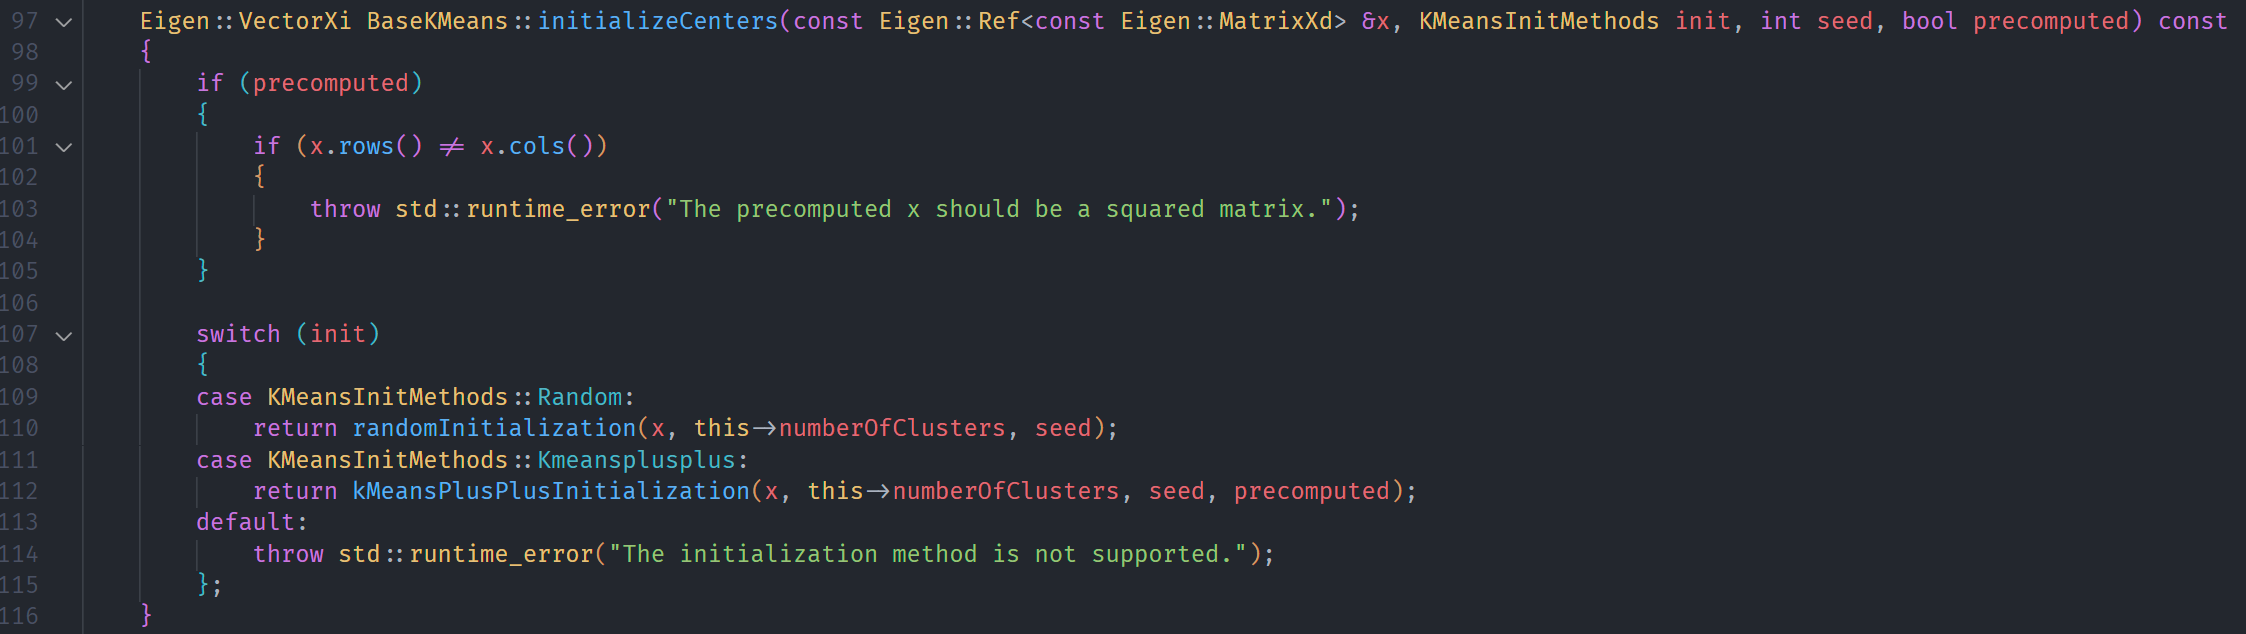 97 Eigen::VectorXi BaseKMeans::initializeCenters(const Eigen::Ref<const Eigen::MatrixXd> &x, KMeansInitMethods init, int seed, bool precomputed) const
98 {
99 if (precomputed)
100 {
101 if (x.rows() != x.cols())
102 {
103 throw std::runtime_error("The precomputed x should be a squared matrix.");
104 }
105 }
106
107 switch (init)
108 {
109 case KMeansInitMethods::Random:
110 return randomInitialization(x, this->numberOfClusters, seed);
111 case KMeansInitMethods::Kmeansplusplus:
112 return kMeansPlusPlusInitialization(x, this->numberOfClusters, seed, precomputed);
113 default:
114 throw std::runtime_error("The initialization method is not supported.");
115 };
116 }